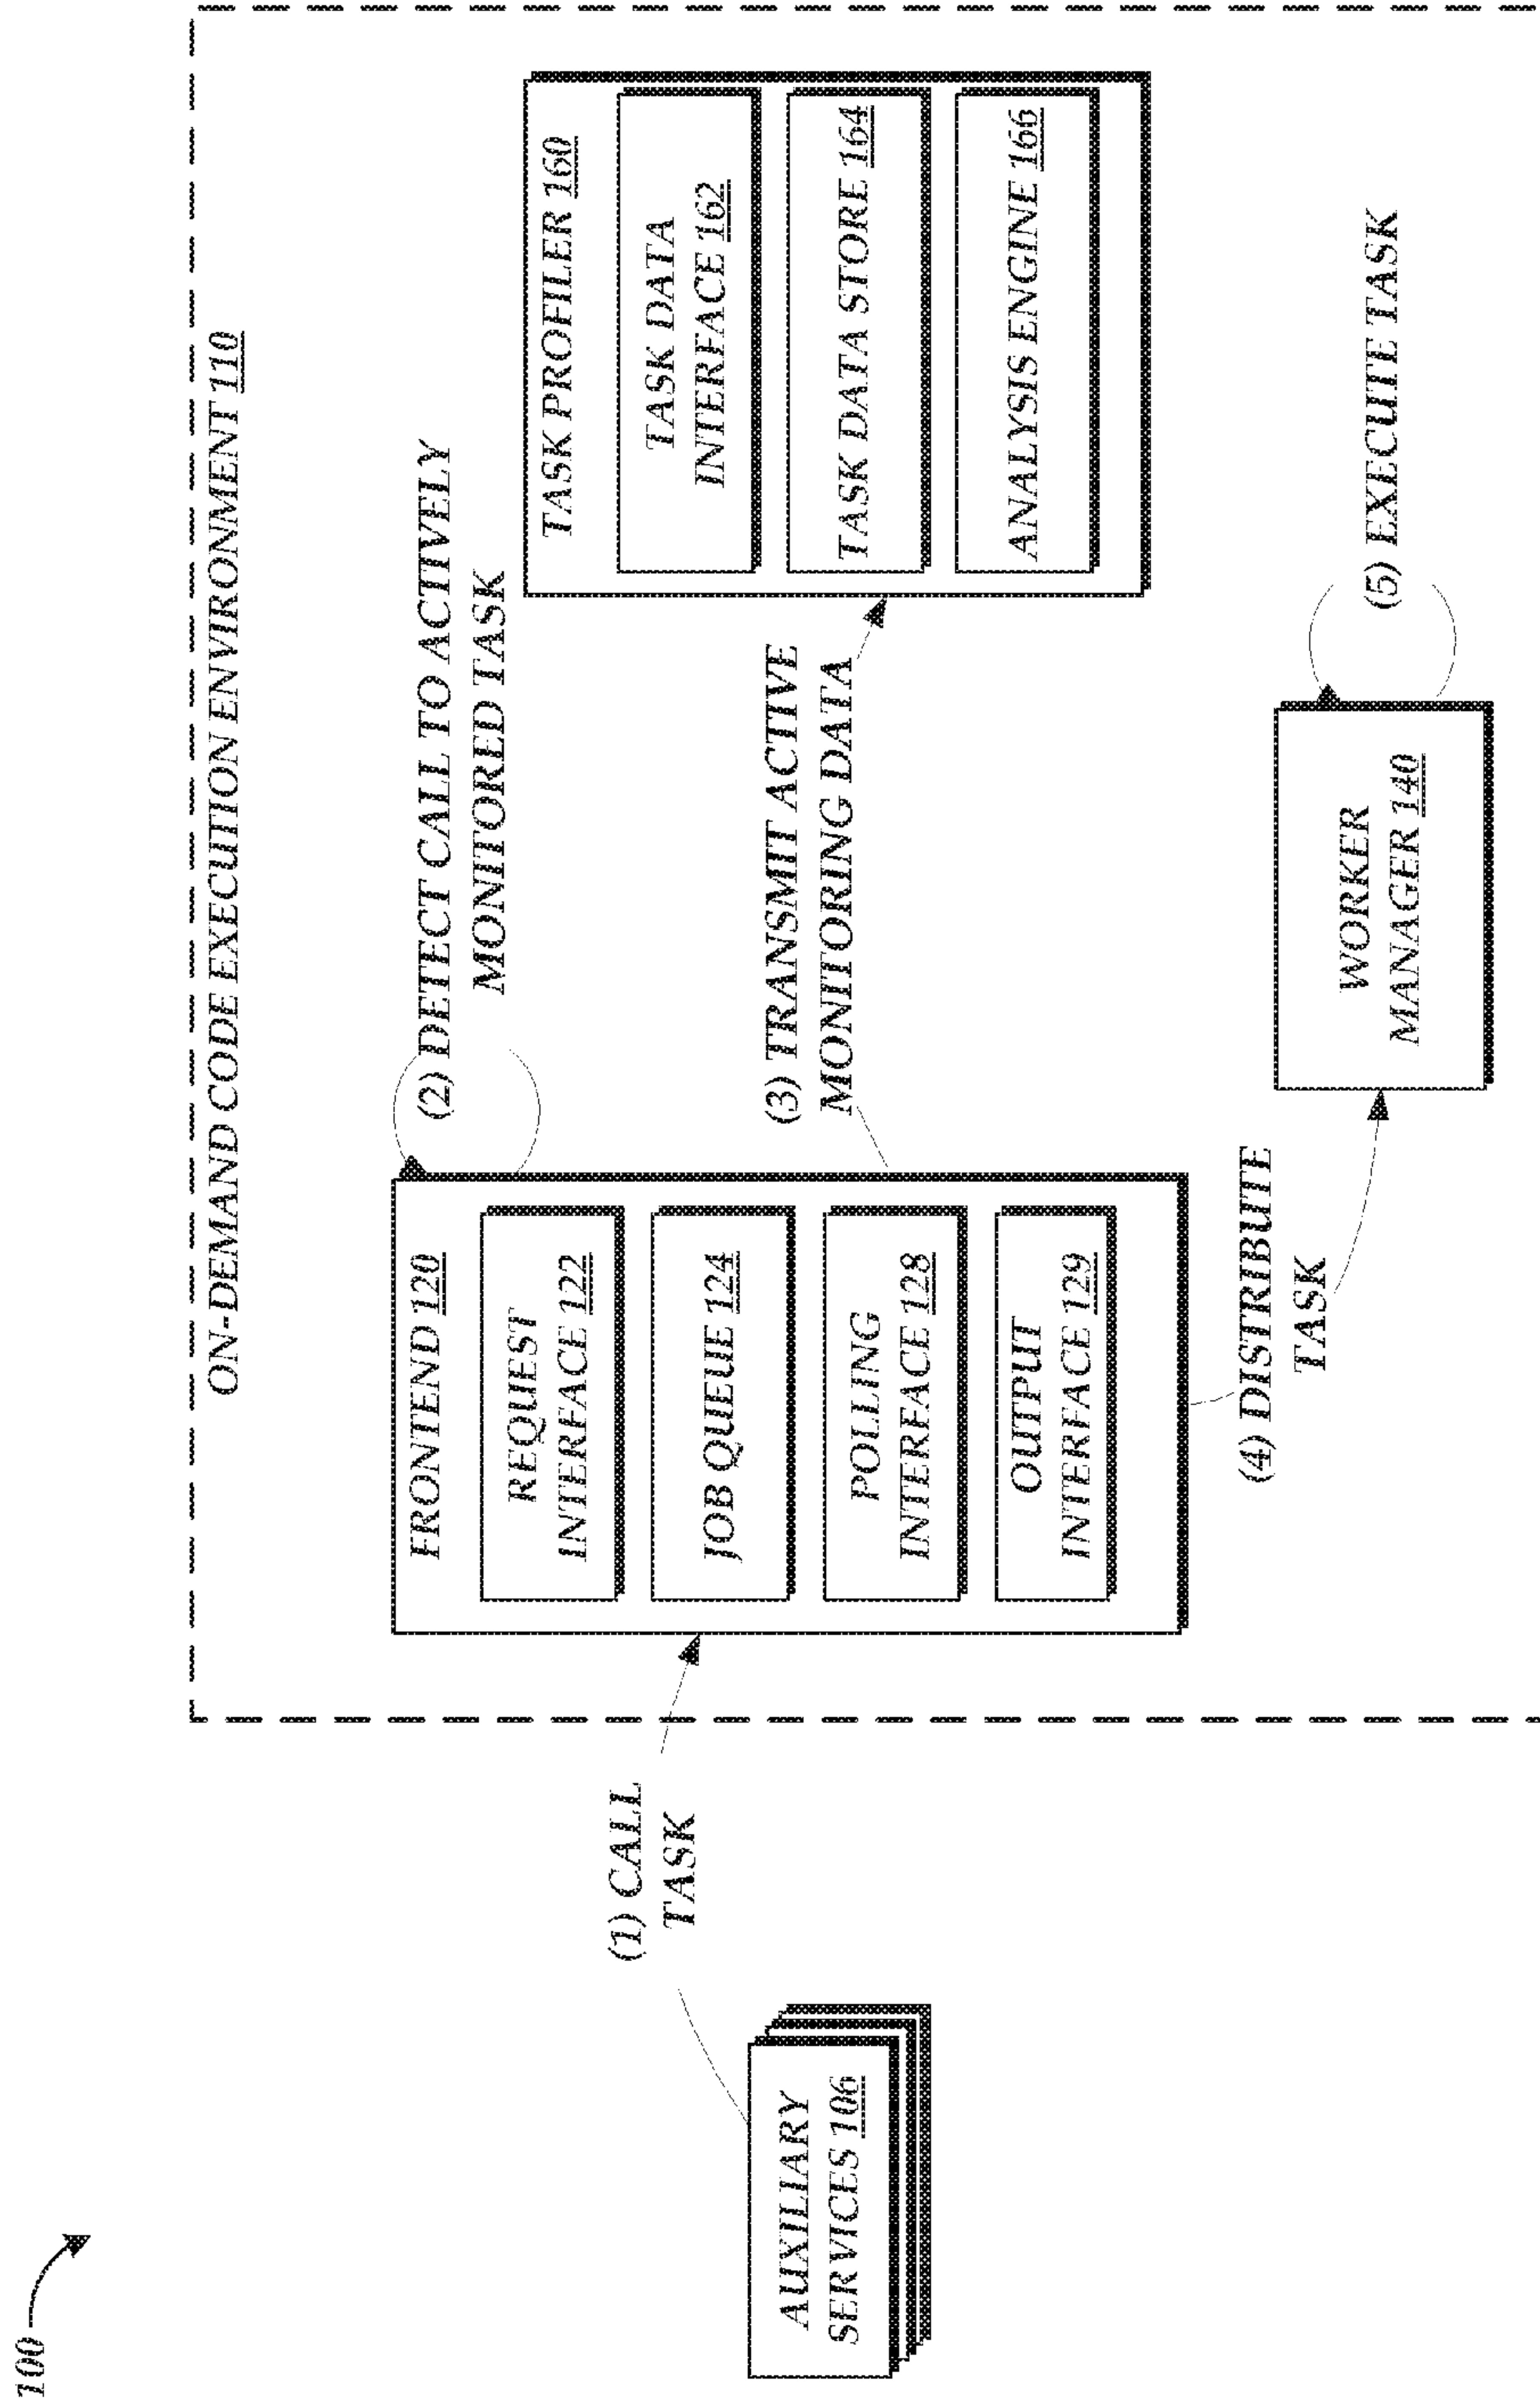 100
ON-DEMAND CODE EXECUTION ENVIRONMENT 110
AUXILIARY
SERVICES 106
(1) CALL
TASK
FRONTEND 120
REQUEST
INTERFACE 122
JOB QUEUE 124
POLLING
INTERFACE 128
OUTPUT
INTERFACE 129
(2) DETECT CALL TO ACTIVELY
MONITORED TASK
(3) TRANSMIT ACTIVE
MONITORING DATA
TASK PROFILER 160
TASK DATA
INTERFACE 162
TASK DATA STORE 164
ANALYSIS ENGINE 166
(4) DISTRIBUTE
TASK
WORKER
MANAGER 140
(5) EXECUTE TASK